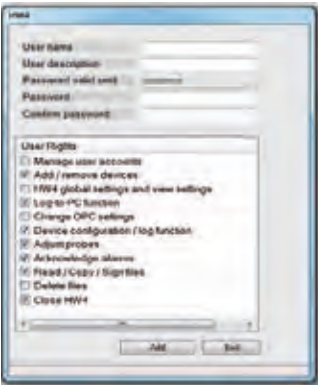 HW4
User name
User description
Password valid until
Password
Confirm password
User Rights
Manage user accounts
Add / remove devices
HW4 global settings and view settings
Log-to-PC function
Change OPC settings
Device configuration / log function
Adjust probes
Acknowledge alarms
Read / Copy / Sign files
Delete files
Close HW4
Add